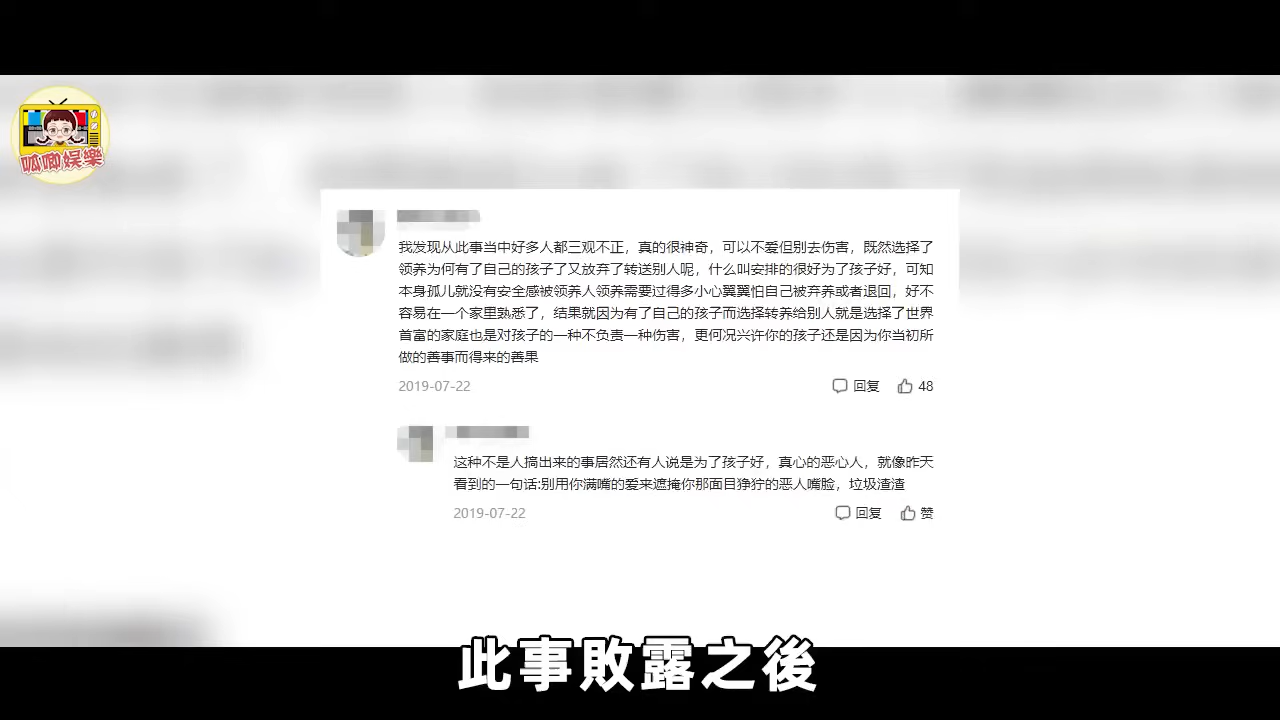 呱唧娱樂
我发现从此事当中好多人都三观不正，真的很神奇，可以不爱但别去伤害，既然选择了
领养为何有了自己的孩子了又放弃了转送别人呢，什么叫安排的很好为了孩子好，可知
本身孤儿就没有安全感被领养人领养需要过得多小心翼翼怕自己被弃养或者退回，好不
容易在一个家里熟悉了，结果就因为有了自己的孩子而选择转养给别人就是选择了世界
首富的家庭也是对孩子的一种不负责一种伤害，更何况兴许你的孩子还是因为你当初所
做的善事而得来的善果
2019-07-22 回复 48
这种不是人搞出来的事居然还有人说是为了孩子好，真心的恶心人，就像昨天
看到的一句话:别用你满嘴的爱来遮掩你那面目狰狞的恶人嘴脸，垃圾渣渣
2019-07-22 回复 赞
此事敗露之後